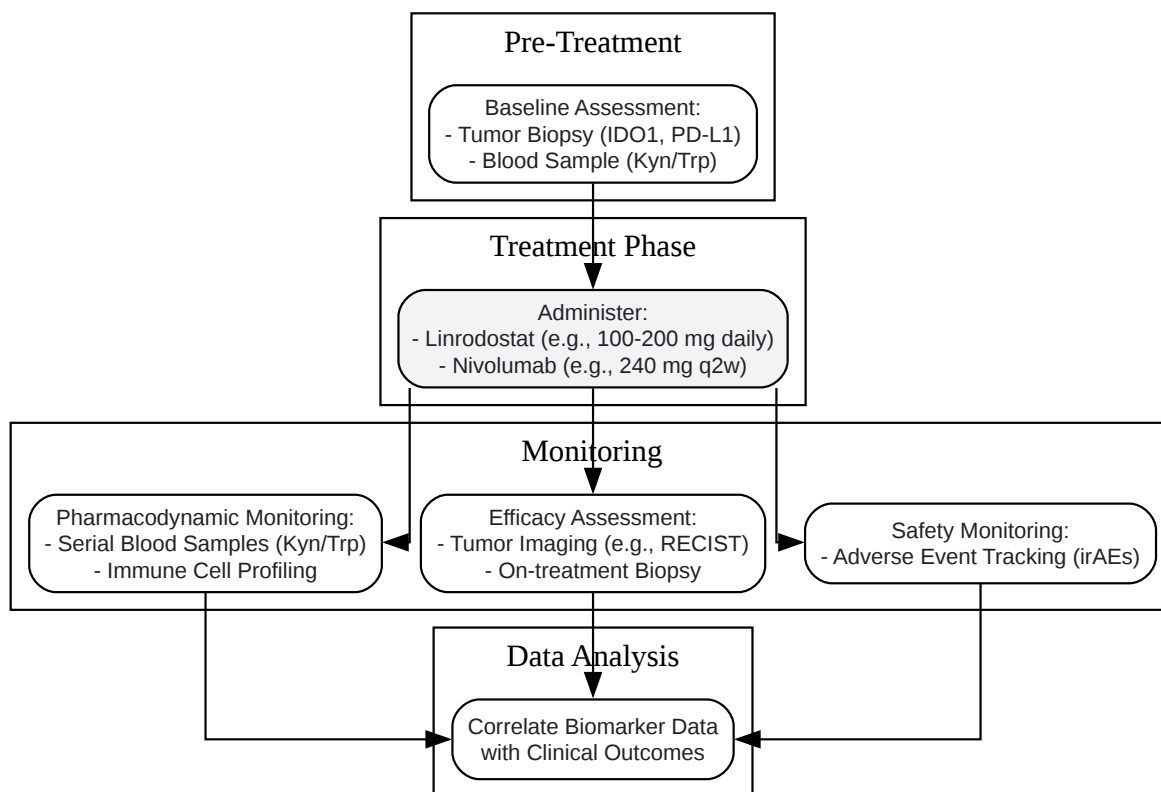 Pre-Treatment
Baseline Assessment:
- Tumor Biopsy (IDO1, PD-L1)
- Blood Sample (Kyn/Trp)
Treatment Phase
Administer:
- Linrodostat (e.g., 100-200 mg daily)
- Nivolumab (e.g., 240 mg q2w)
Monitoring
Pharmacodynamic Monitoring:
- Serial Blood Samples (Kyn/Trp)
- Immune Cell Profiling
Efficacy Assessment:
- Tumor Imaging (e.g., RECIST)
- On-treatment Biopsy
Safety Monitoring:
- Adverse Event Tracking (irAEs)
Data Analysis
Correlate Biomarker Data
with Clinical Outcomes